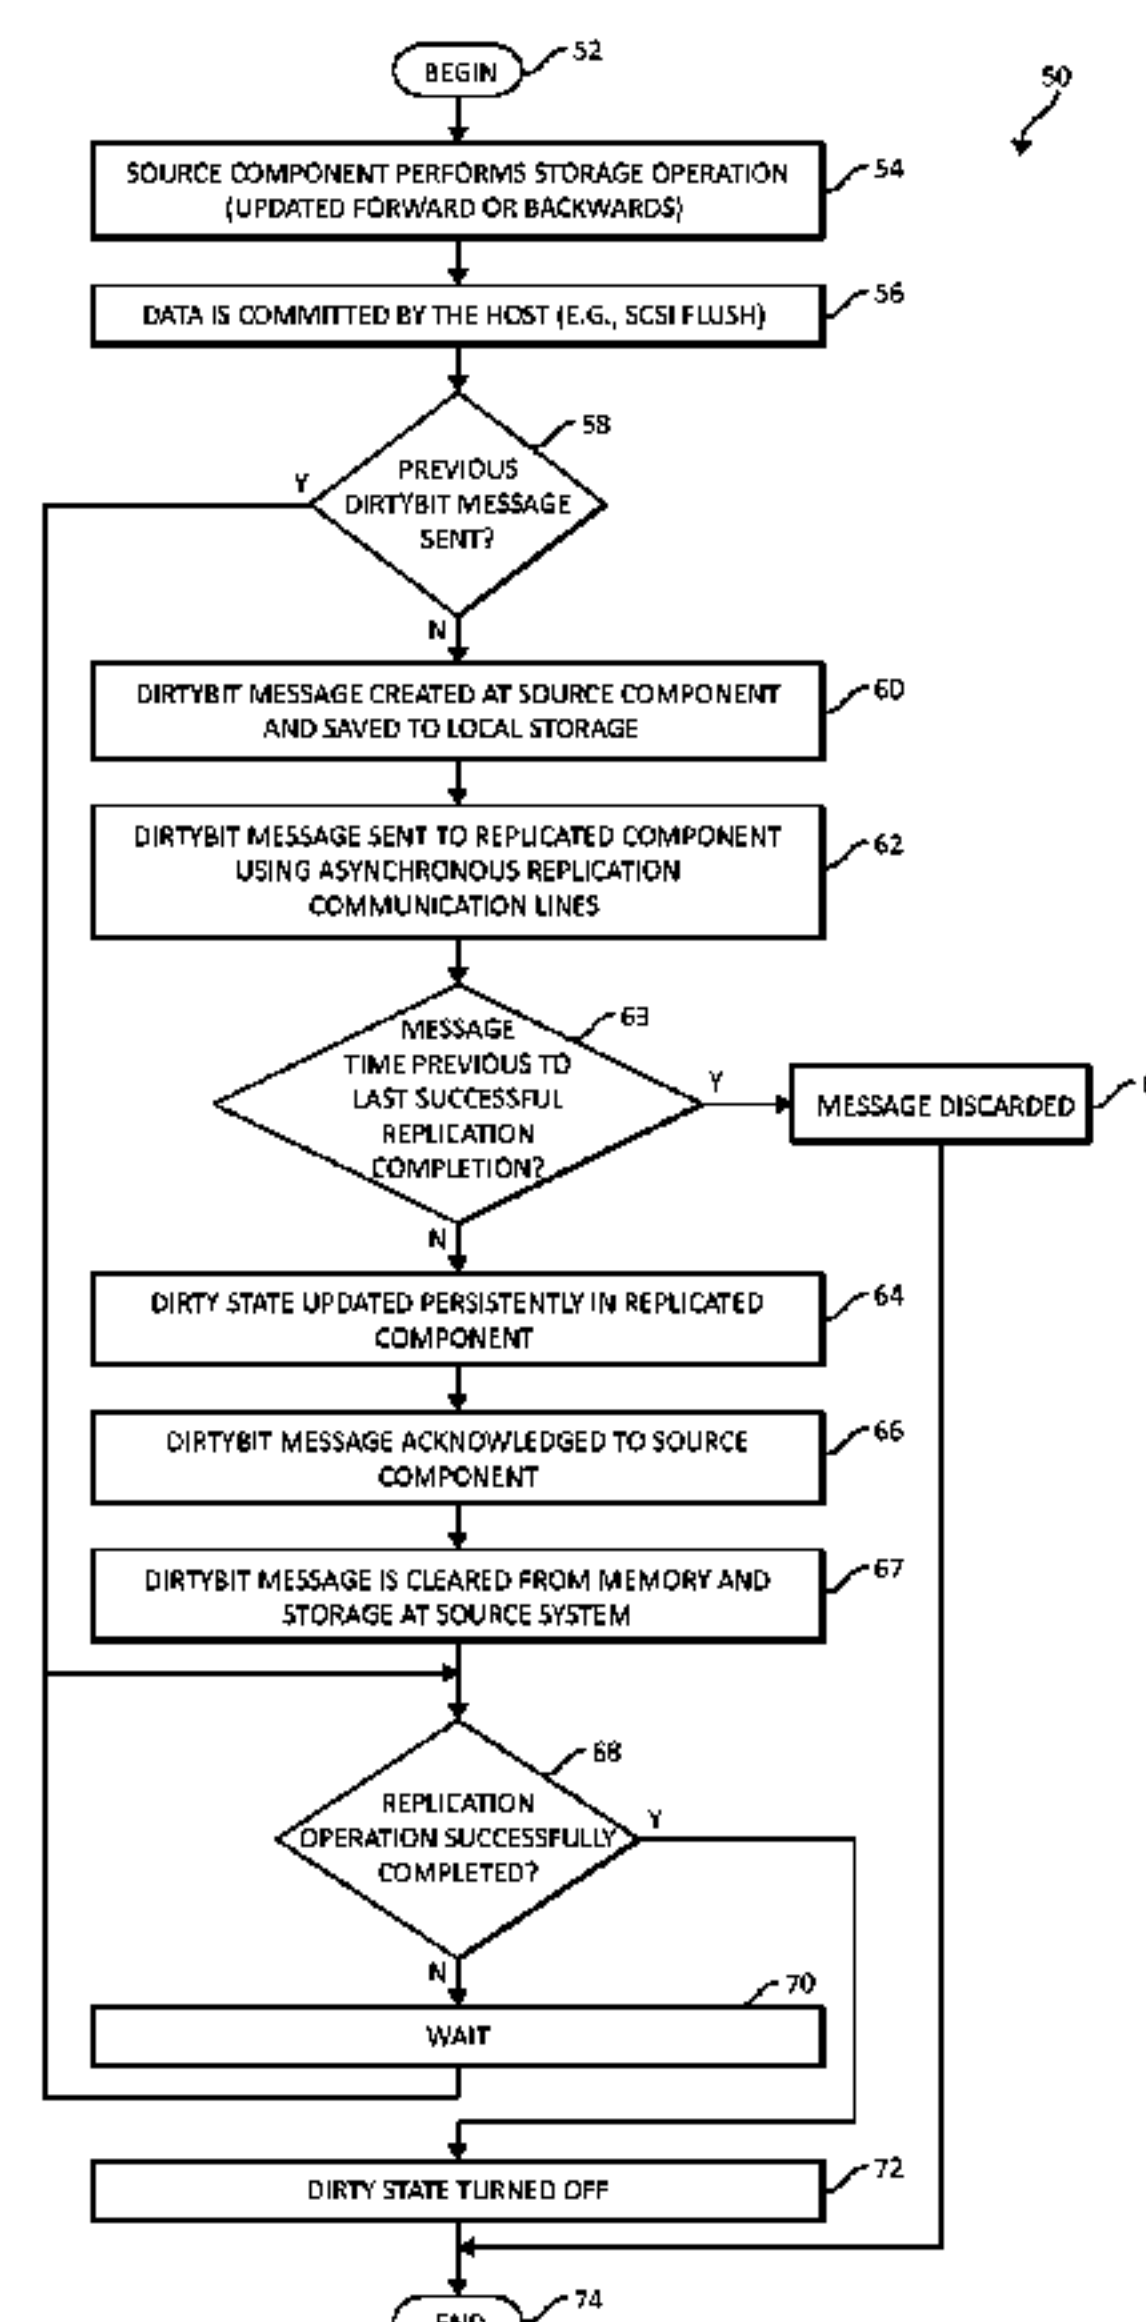 BEGIN
52
50
SOURCE COMPONENT PERFORMS STORAGE OPERATION
(UPDATED FORWARD OR BACKWARDS)
54
DATA IS COMMITTED BY THE HOST (E.G., SCSI FLUSH)
56
58
PREVIOUS
DIRTYBIT MESSAGE
SENT?
Y
N
DIRTYBIT MESSAGE CREATED AT SOURCE COMPONENT
AND SAVED TO LOCAL STORAGE
60
DIRTYBIT MESSAGE SENT TO REPLICATED COMPONENT
USING ASYNCHRONOUS REPLICATION
COMMUNICATION LINES
62
63
MESSAGE
TIME PREVIOUS TO
LAST SUCCESSFUL
REPLICATION
COMPLETION?
Y
MESSAGE DISCARDED
N
DIRTY STATE UPDATED PERSISTENTLY IN REPLICATED
COMPONENT
64
DIRTYBIT MESSAGE ACKNOWLEDGED TO SOURCE
COMPONENT
66
DIRTYBIT MESSAGE IS CLEARED FROM MEMORY AND
STORAGE AT SOURCE SYSTEM
67
68
REPLICATION
OPERATION SUCCESSFULLY
COMPLETED?
Y
N
70
WAIT
DIRTY STATE TURNED OFF
72
74
END